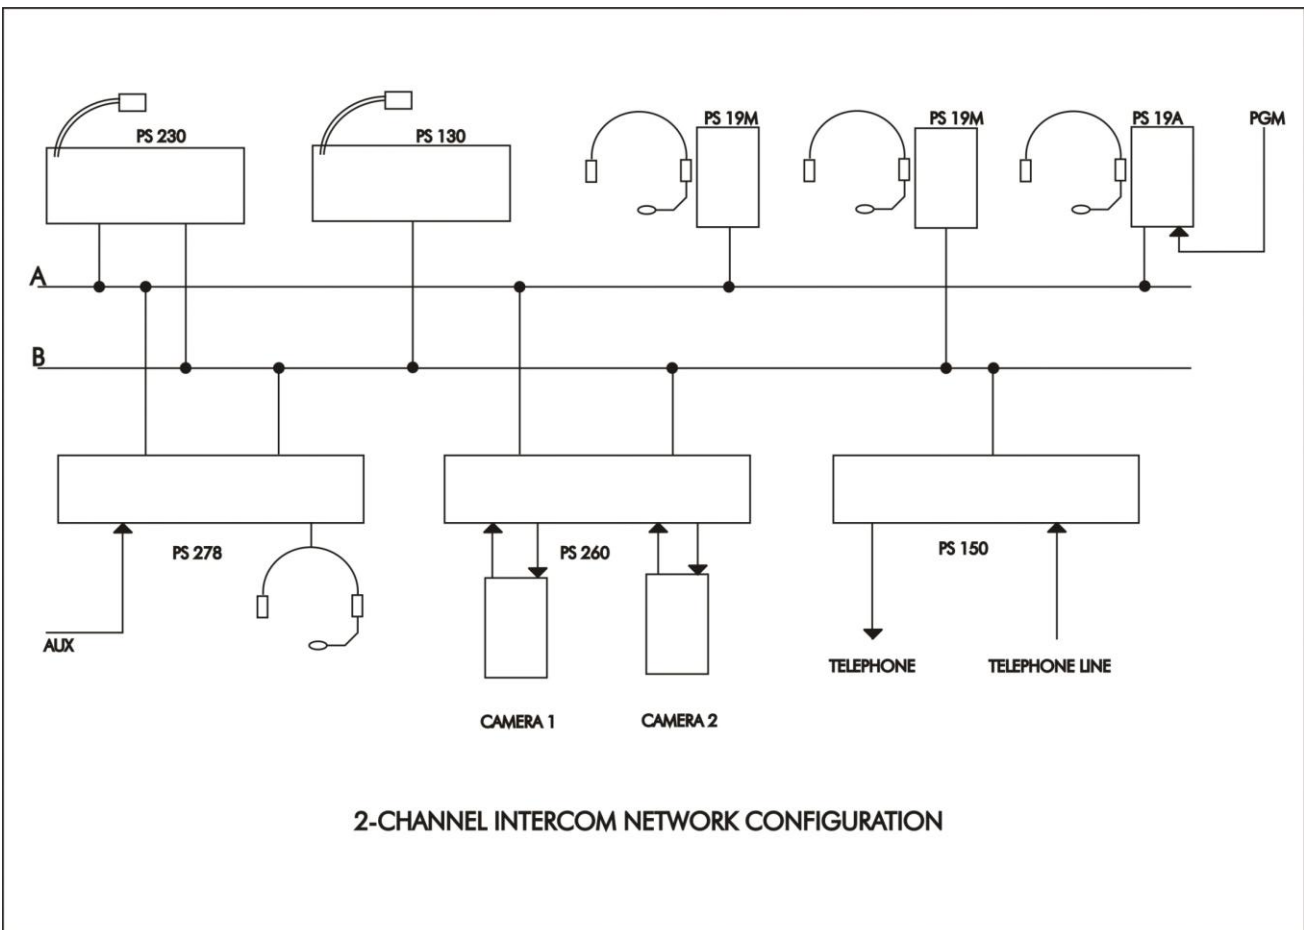 PS 230
PS 130
PS 19M
PS 19M
PS 19A
PGM
A
B
PS 278
PS 260
PS 150
AUX
TELEPHONE
TELEPHONE LINE
CAMERA 1
CAMERA 2
2-CHANNEL INTERCOM NETWORK CONFIGURATION